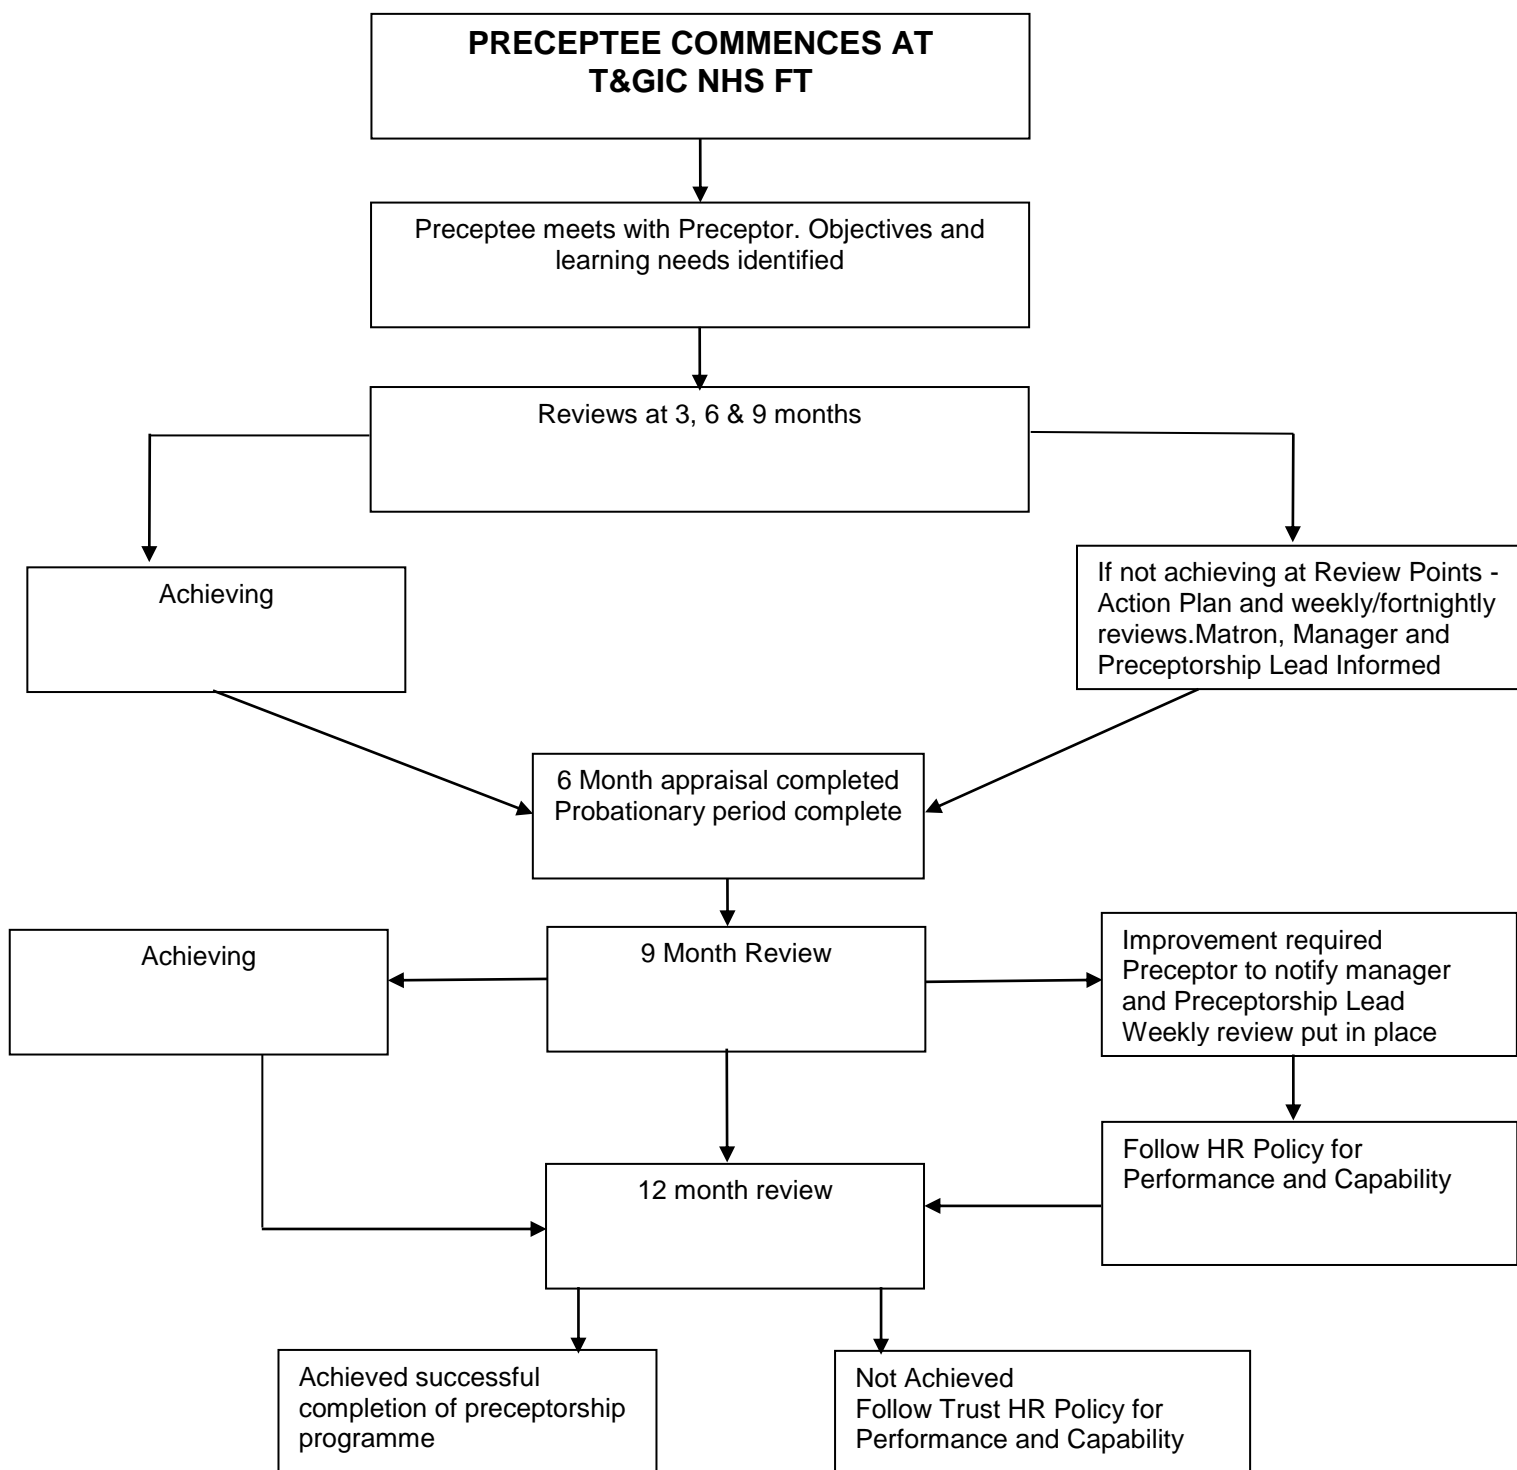 PRECEPTEE COMMENCES AT
T&GIC NHS FT
Preceptee meets with Preceptor. Objectives and
learning needs identified
Reviews at 3, 6 & 9 months
Achieving
If not achieving at Review Points -
Action Plan and weekly/fortnightly
reviews.Matron, Manager and
Preceptorship Lead Informed
6 Month appraisal completed
Probationary period complete
Achieving
9 Month Review
Improvement required
Preceptor to notify manager
and Preceptorship Lead
Weekly review put in place
Follow HR Policy for
Performance and Capability
12 month review
Achieved successful
completion of preceptorship
programme
Not Achieved
Follow Trust HR Policy for
Performance and Capability